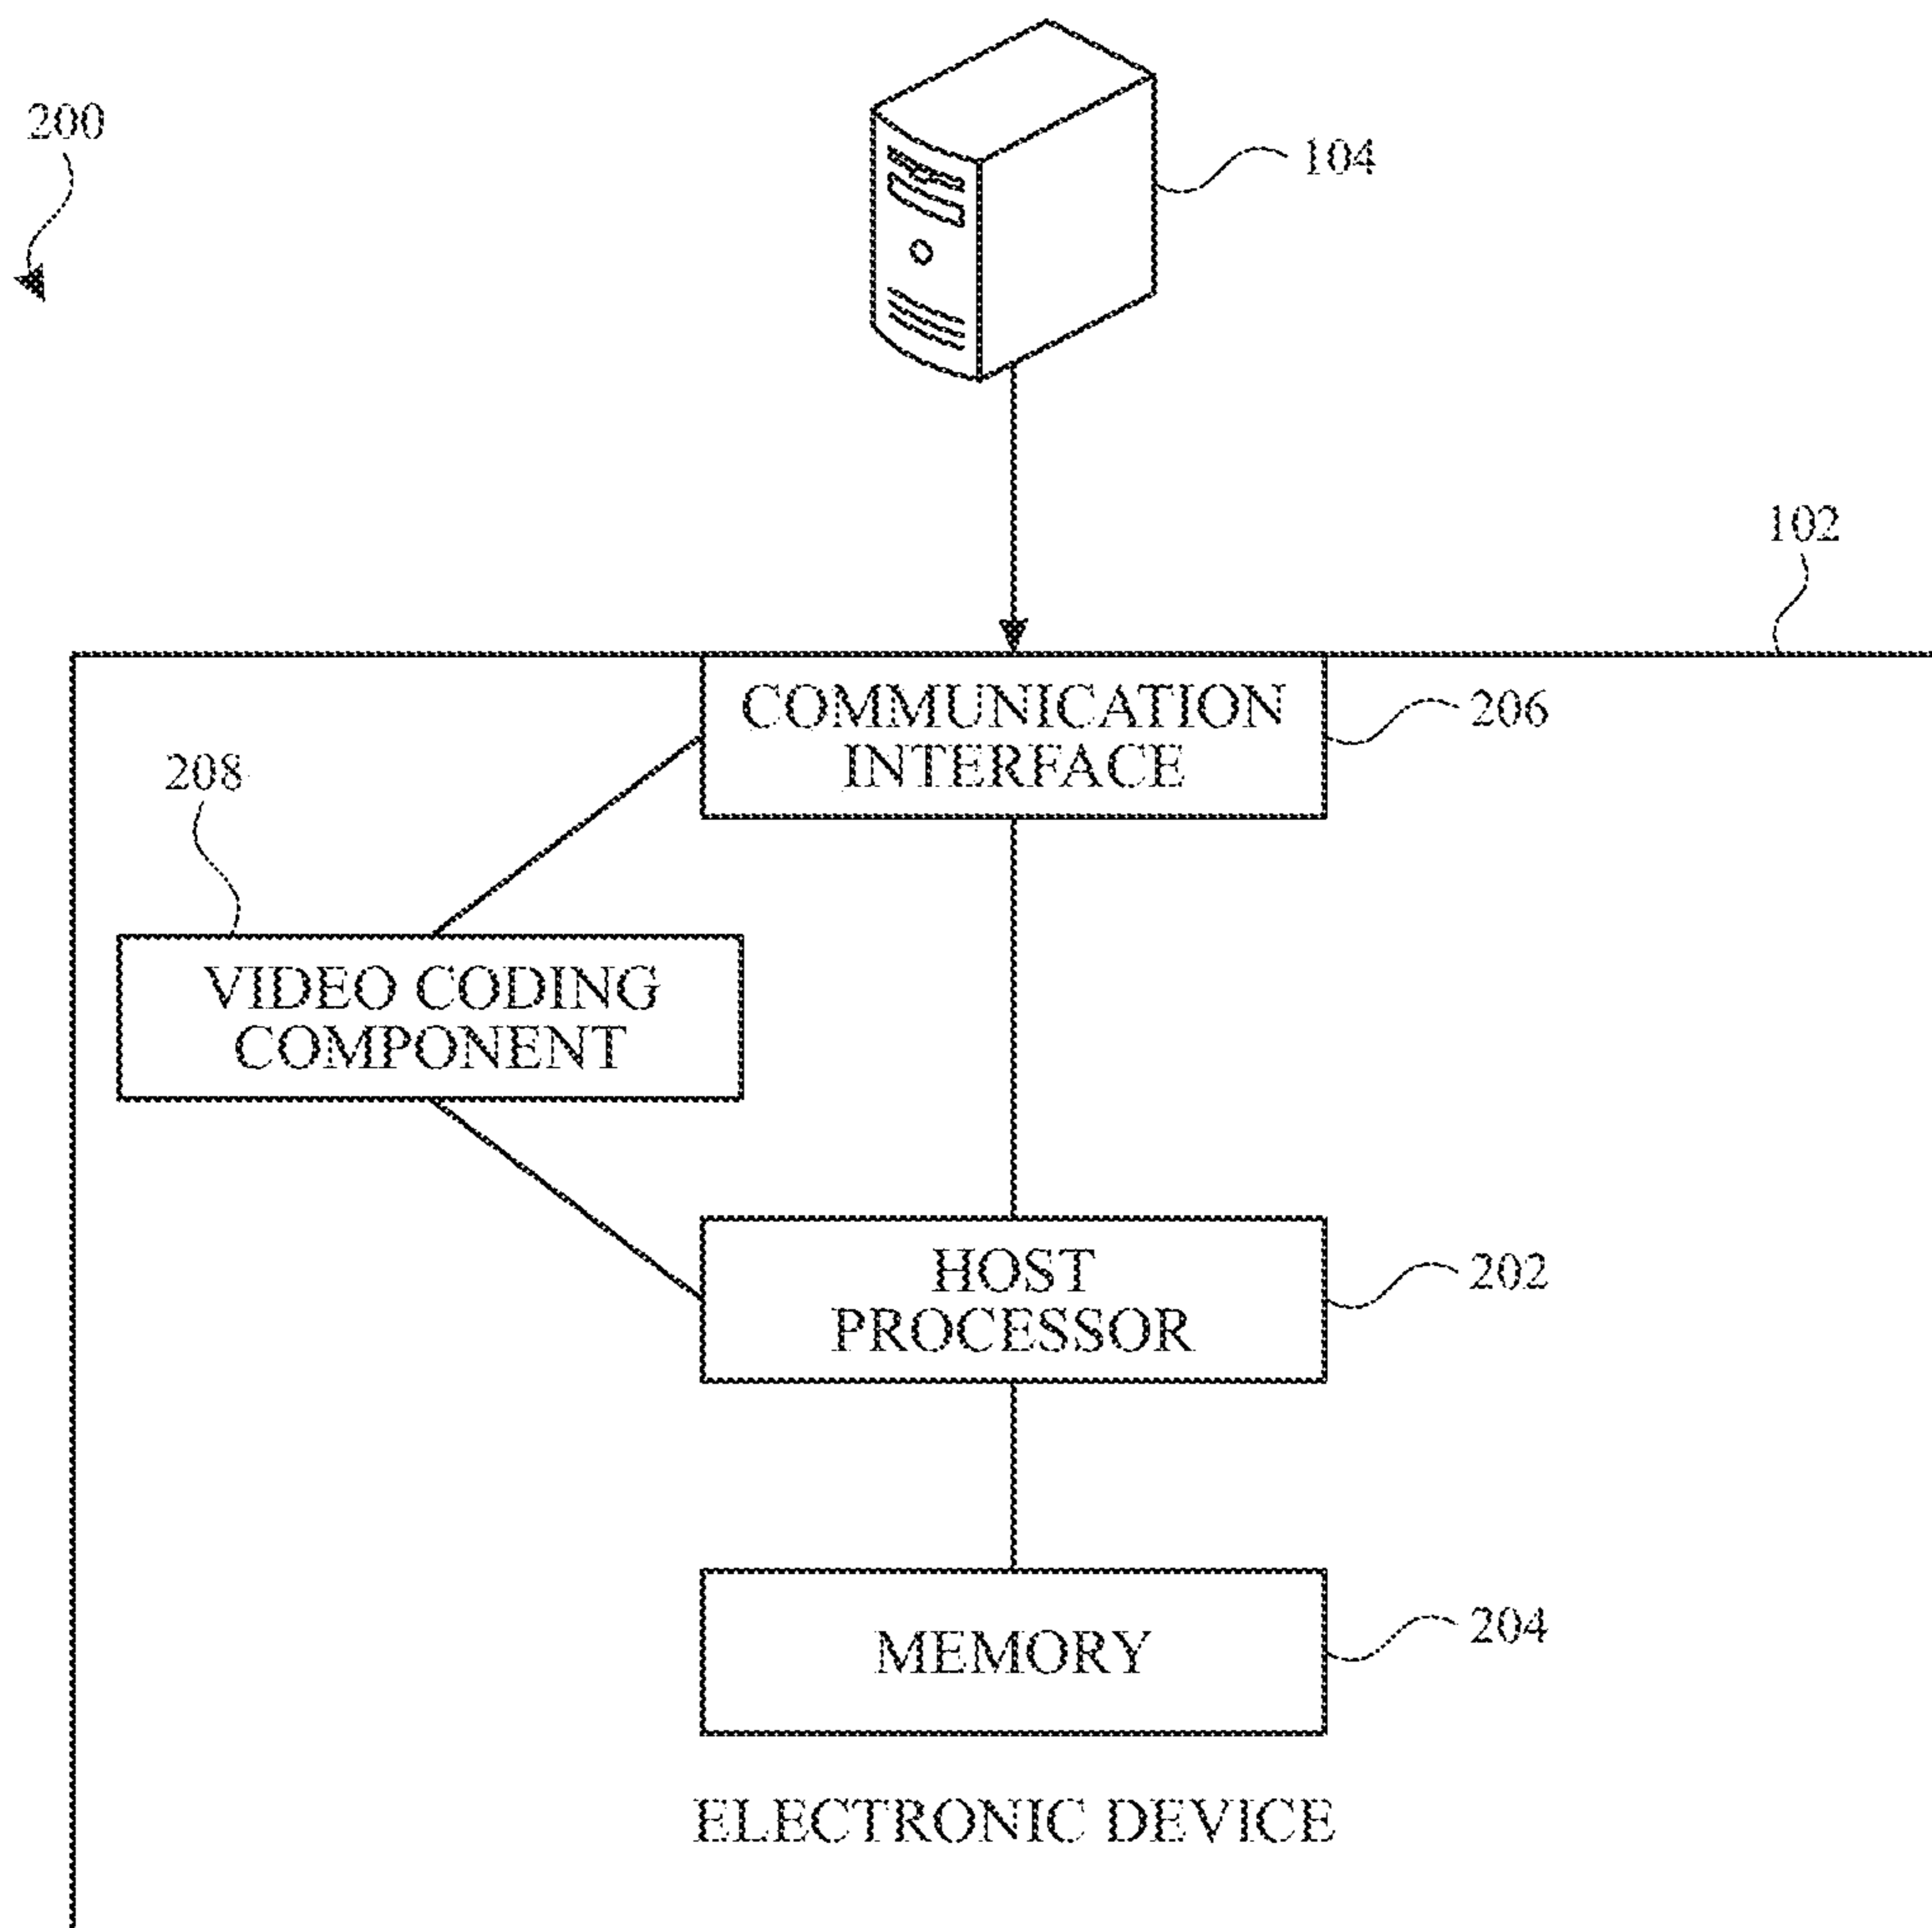 200
104
102
COMMUNICATION
INTERFACE
206
208
VIDEO CODING
COMPONENT
HOST
PROCESSOR
202
MEMORY
204
ELECTRONIC DEVICE